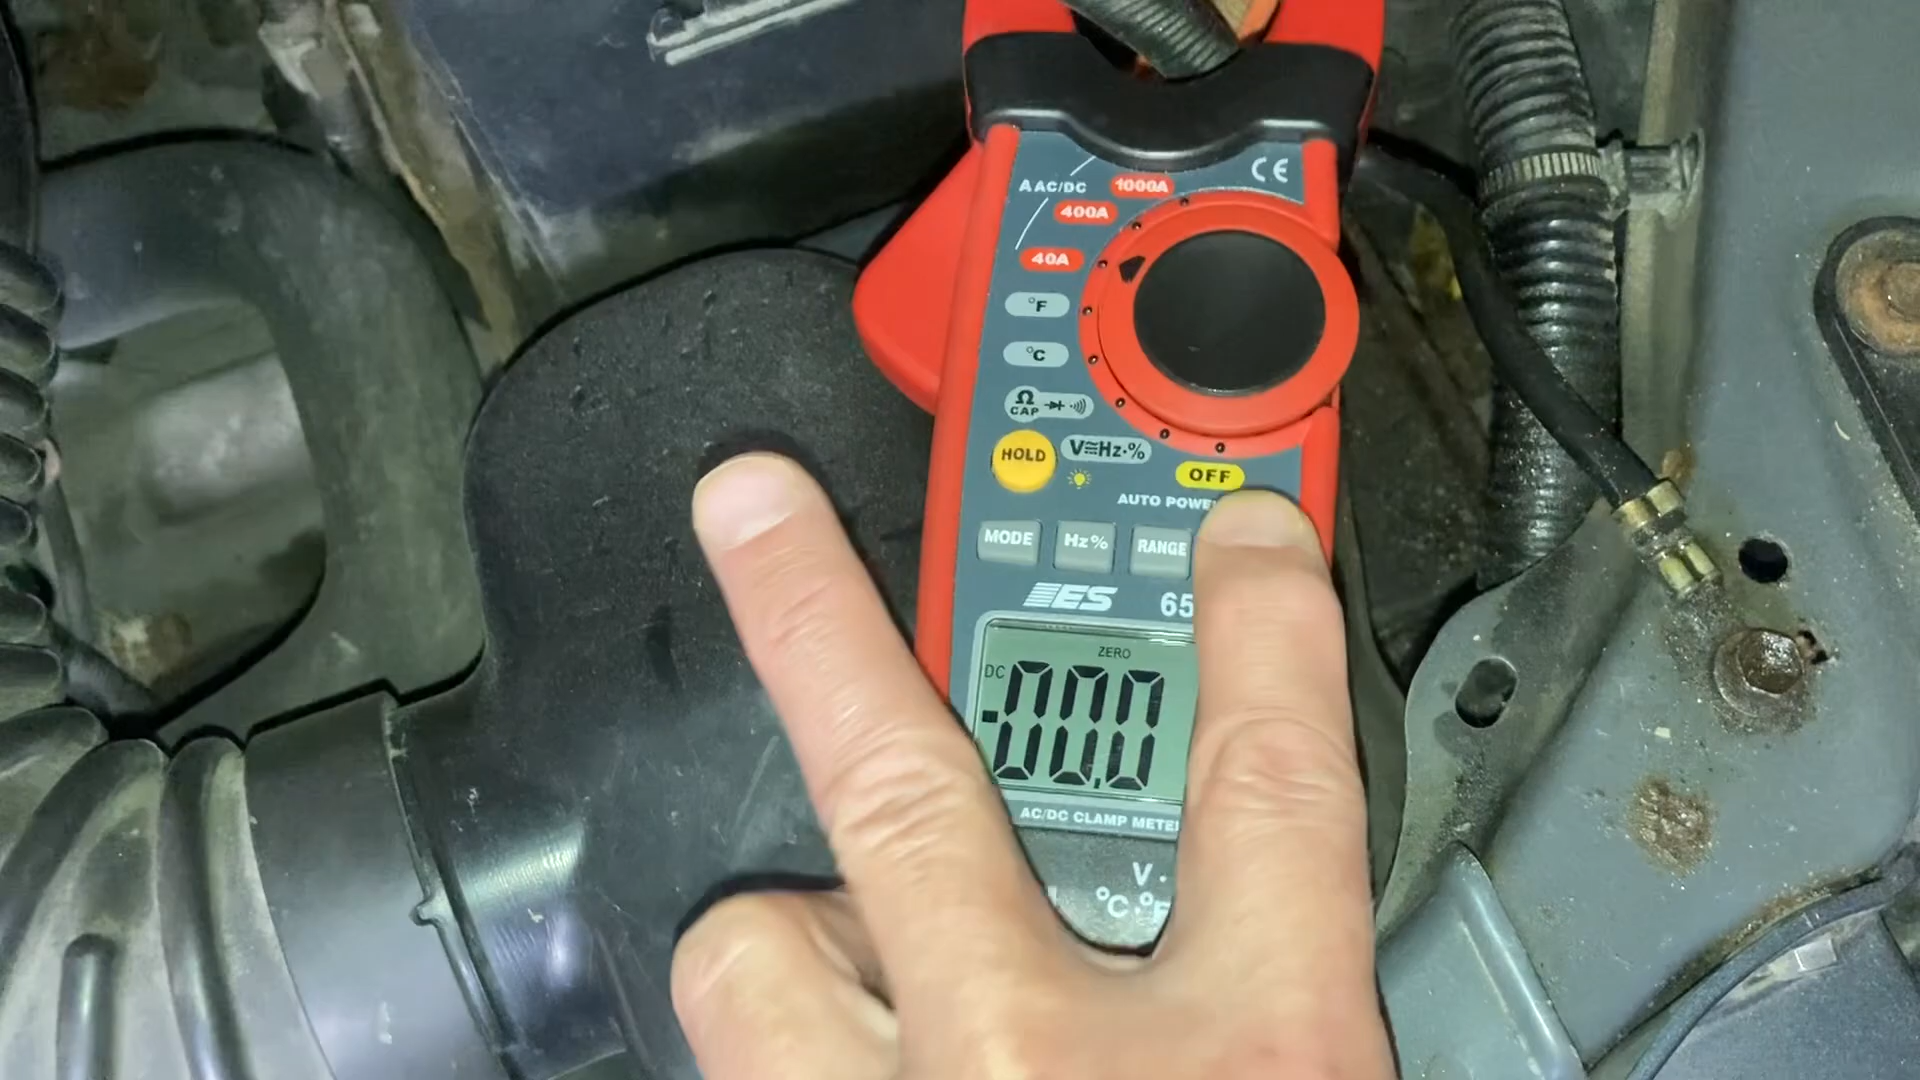 CE
A AC/DC 1000A
400A
40A
°F
°C
Ω
CAP
HOLD V Hz·%
OFF
AUTO POWE
MODE Hz% RANGE
ES 65
ZERO
DC
-00.0
AC/DC CLAMP METE
V·
°C·°F